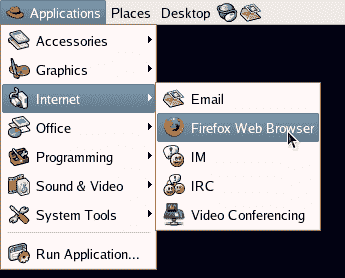 Applications Places Desktop
Accessories
Graphics
Internet
Office
Programming
Sound & Video
System Tools
Run Application...
Email
Firefox Web Browser
IM
IRC
Video Conferencing